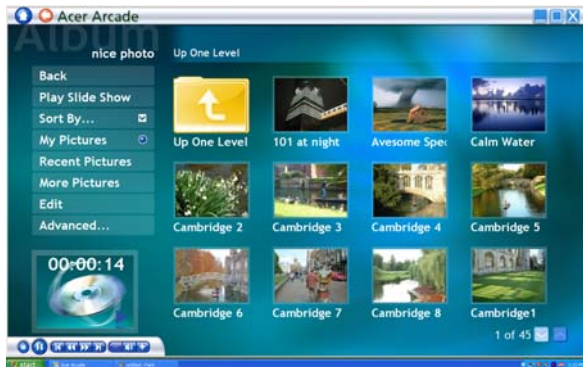 Acer Arcade
Album
nice photo
Up One Level
Back
Play Slide Show
Sort By...
My Pictures
Recent Pictures
More Pictures
Edit
Advanced...
00:00:14
Up One Level
101 at night
Avesome Spec
Calm Water
Cambridge 2
Cambridge 3
Cambridge 4
Cambridge 5
Cambridge 6
Cambridge 7
Cambridge 8
Cambridge1
1 of 45
start